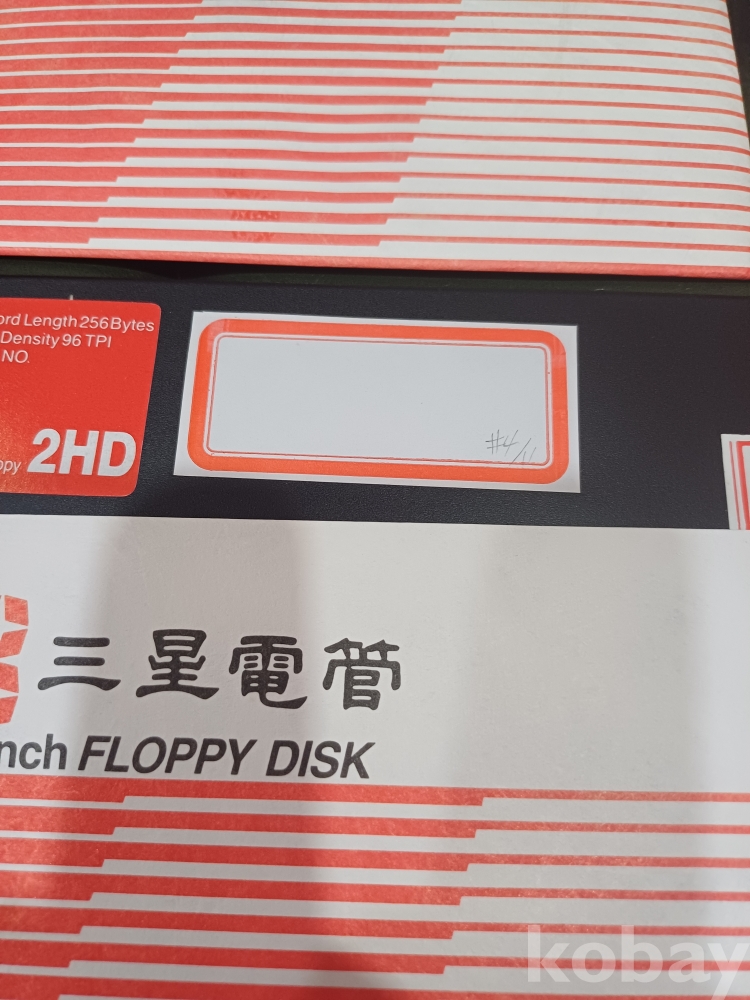 ord Length 256 Bytes
Density 96 TPI
NO.
ppy 2HD
#4/11
三星電管
nch FLOPPY DISK
kobay